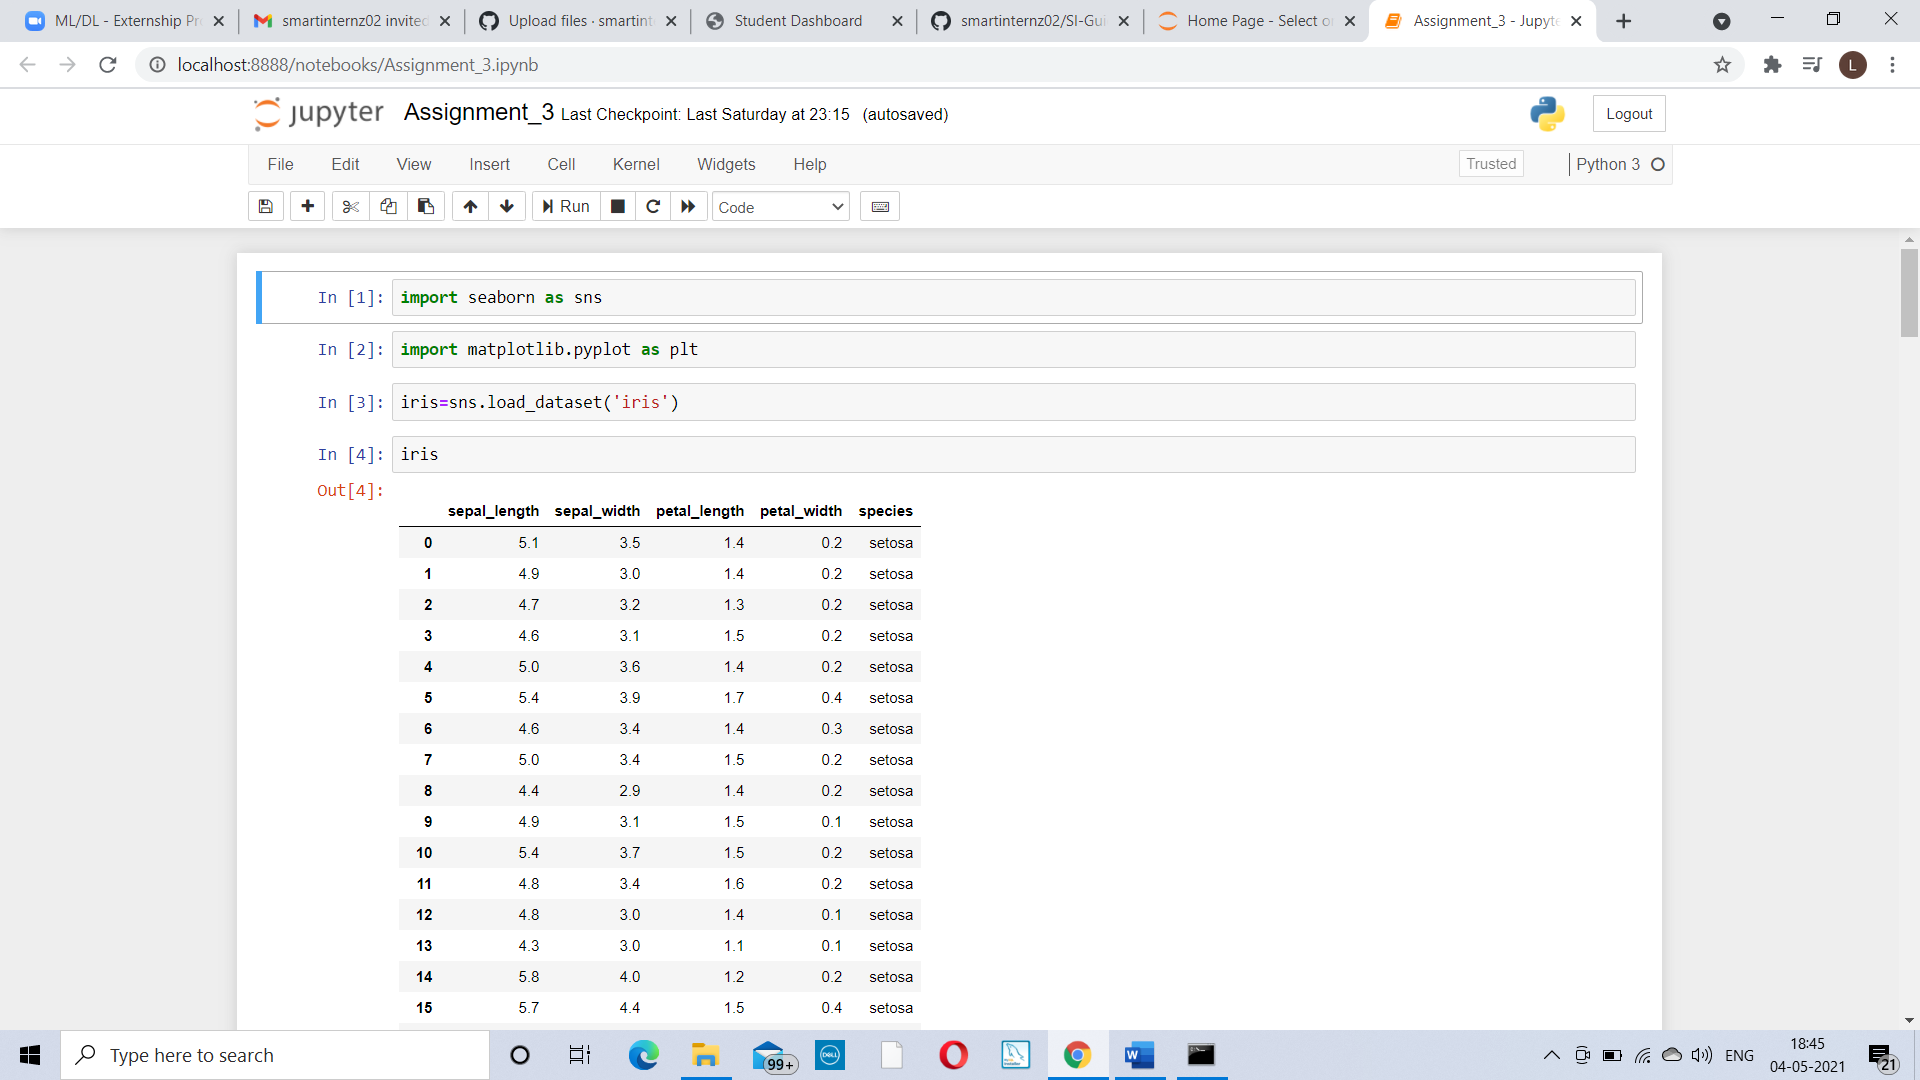 ML/DL - Externship Pr
smartinternz02 invited
Upload files · smartint
Student Dashboard
smartinternz02/SI-Gui
Home Page - Select or
Assignment_3 - Jupyte
localhost:8888/notebooks/Assignment_3.ipynb
L
jupyter Assignment_3 Last Checkpoint: Last Saturday at 23:15 (autosaved)
Logout
File Edit View Insert Cell Kernel Widgets Help
Trusted
Python 3
Run
Code
In [1]: import seaborn as sns
In [2]: import matplotlib.pyplot as plt
In [3]: iris=sns.load_dataset('iris')
In [4]: iris
Out[4]:
sepal_length sepal_width petal_length petal_width species
0 5.1 3.5 1.4 0.2 setosa
1 4.9 3.0 1.4 0.2 setosa
2 4.7 3.2 1.3 0.2 setosa
3 4.6 3.1 1.5 0.2 setosa
4 5.0 3.6 1.4 0.2 setosa
5 5.4 3.9 1.7 0.4 setosa
6 4.6 3.4 1.4 0.3 setosa
7 5.0 3.4 1.5 0.2 setosa
8 4.4 2.9 1.4 0.2 setosa
9 4.9 3.1 1.5 0.1 setosa
10 5.4 3.7 1.5 0.2 setosa
11 4.8 3.4 1.6 0.2 setosa
12 4.8 3.0 1.4 0.1 setosa
13 4.3 3.0 1.1 0.1 setosa
14 5.8 4.0 1.2 0.2 setosa
15 5.7 4.4 1.5 0.4 setosa
Type here to search
99+
DELL
W
ENG
18:45
04-05-2021
21